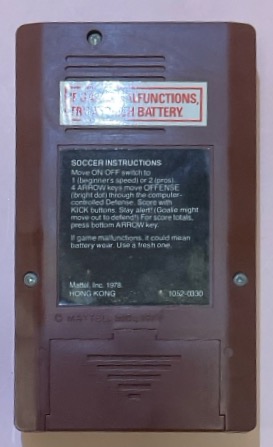 MALFUNCTIONS,
BATTERY.
SOCCER INSTRUCTIONS
Move ON OFF switch to
1 (beginner's speed) or 2 (pros).
4 ARROW keys move OFFENSE
(bright dot) through the computer-
controlled Defense. Score with
KICK buttons. Stay alert! (Goalie might
move out to defend!) For score totals,
press bottom ARROW key.
If game malfunctions, it could mean
battery wear. Use a fresh one.
Mattel, Inc. 1978.
HONG KONG 1052-0330
© MATTEL, INC.